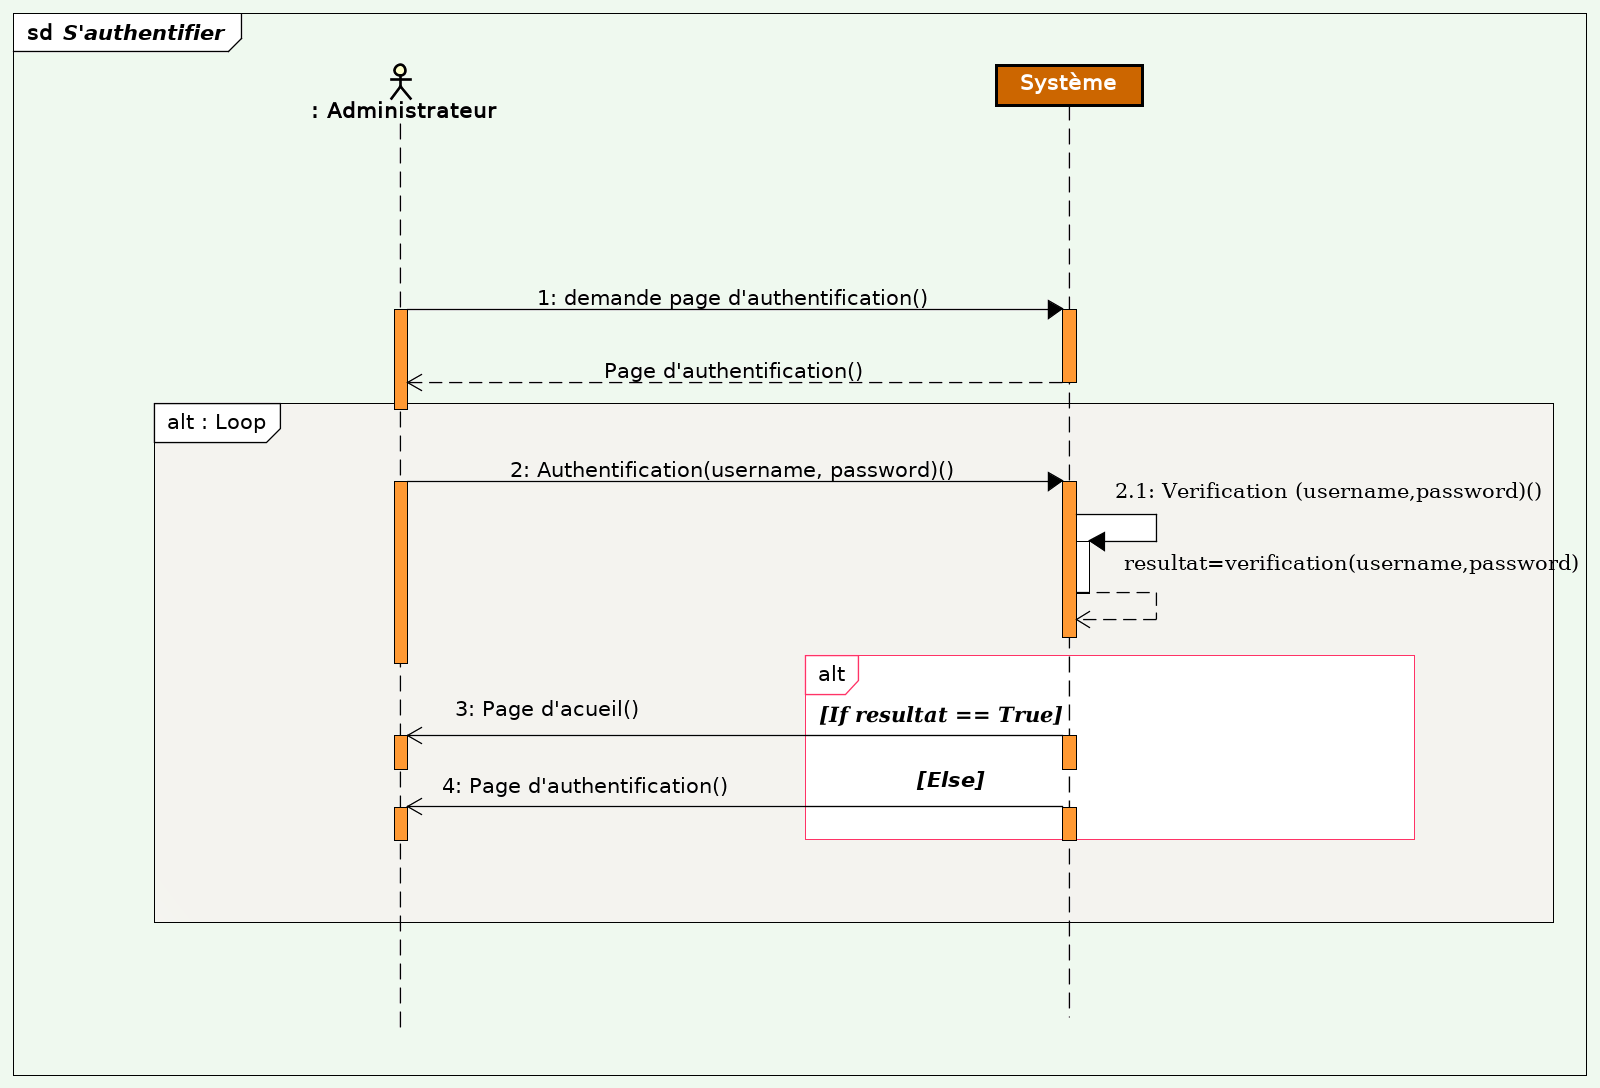 sd S'authentifier
: Administrateur
Système
1: demande page d'authentification()
Page d'authentification()
alt : Loop
2: Authentification(username, password)()
2.1: Verification (username,password)()
resultat=verification(username,password)
alt
3: Page d'acueil()
[If resultat == True]
4: Page d'authentification()
[Else]